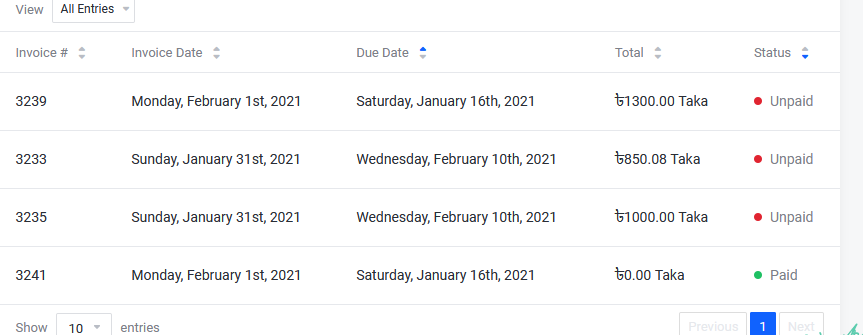 View All Entries
Invoice # Invoice Date Due Date Total Status
3239 Monday, February 1st, 2021 Saturday, January 16th, 2021 ৳1300.00 Taka Unpaid
3233 Sunday, January 31st, 2021 Wednesday, February 10th, 2021 ৳850.08 Taka Unpaid
3235 Sunday, January 31st, 2021 Wednesday, February 10th, 2021 ৳1000.00 Taka Unpaid
3241 Monday, February 1st, 2021 Saturday, January 16th, 2021 ৳0.00 Taka Paid
Show 10 entries Previous 1 Next